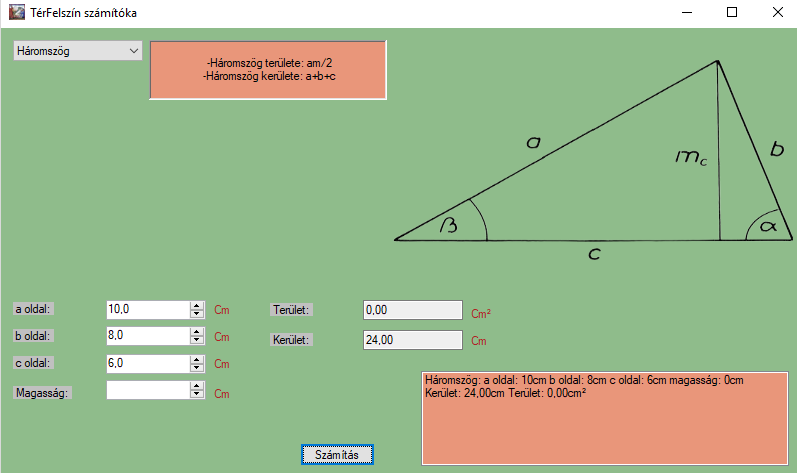 TérFelszín számítóka
Háromszög
-Háromszög területe: am/2
-Háromszög kerülete: a+b+c
a
b
m_c
β
α
c
a oldal: 10,0 Cm
Terület: 0,00 Cm²
b oldal: 8,0 Cm
Kerület: 24,00 Cm
c oldal: 6,0 Cm
Magasság: Cm
Háromszög: a oldal: 10cm b oldal: 8cm c oldal: 6cm magasság: 0cm
Kerület: 24,00cm Terület: 0,00cm²
Számítás